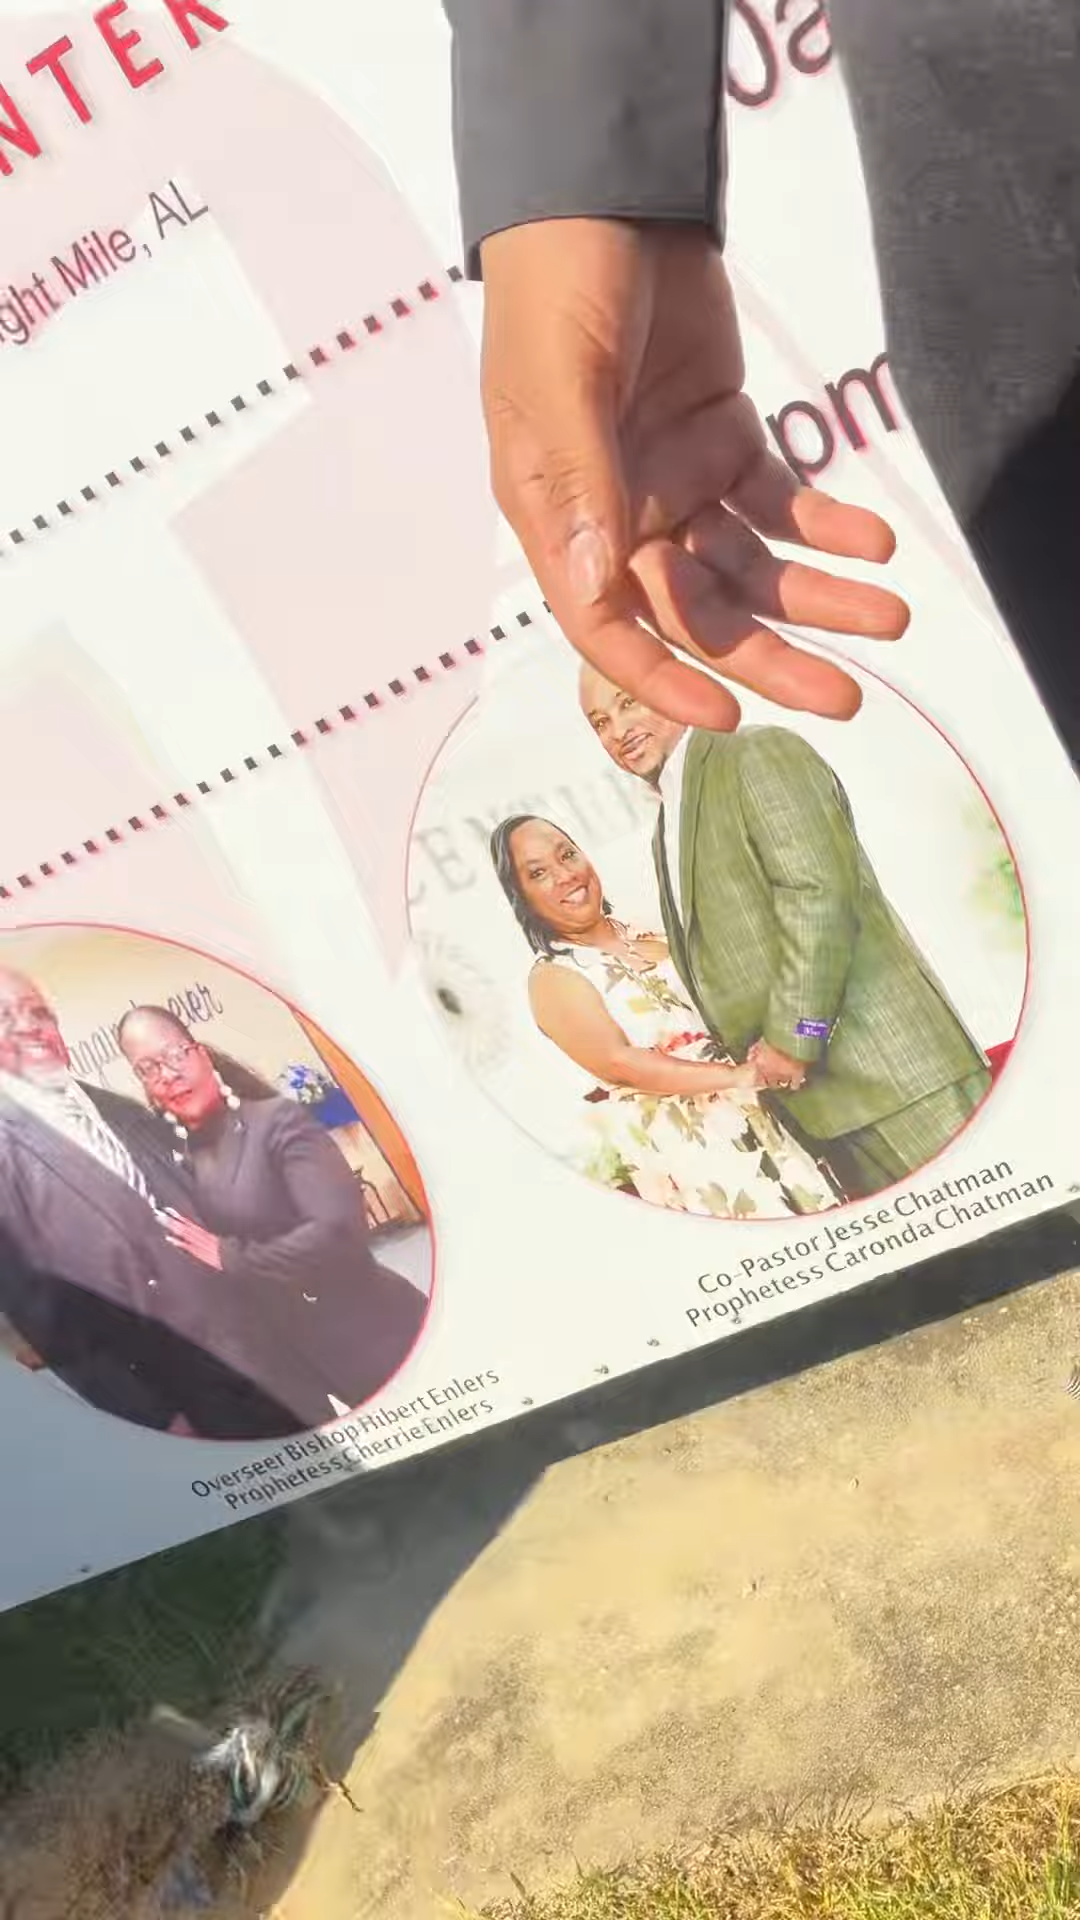 NTER
ght Mile, AL
pm
CENTER
Co-Pastor Jesse Chatman
Prophetess Caronda Chatman
Overseer Bishop Hibert Enlers
Prophetess Cherrie Enlers